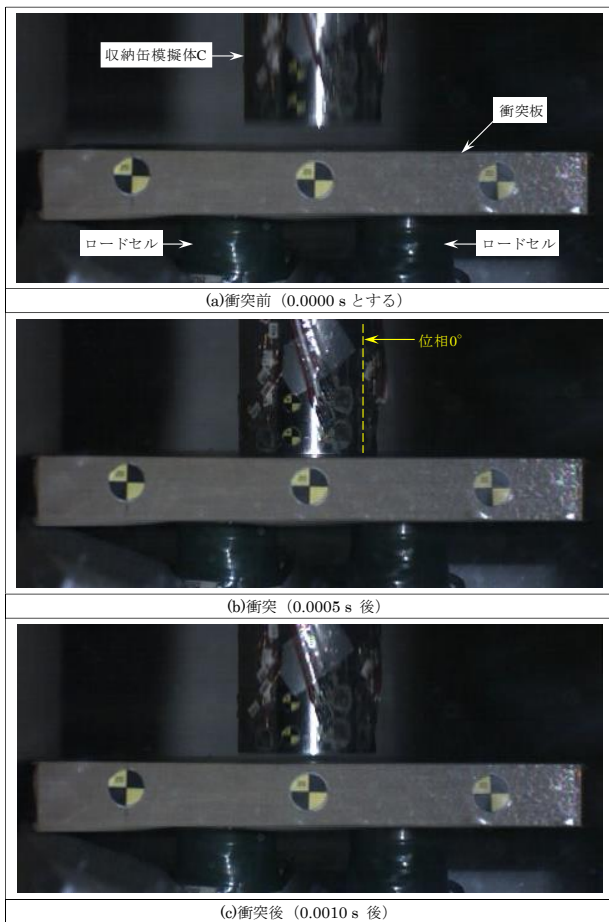 収納缶模擬体C
衝突板
ロードセル
ロードセル
(a)衝突前（0.0000 s とする）
位相0°
(b)衝突（0.0005 s 後）
(c)衝突後（0.0010 s 後）